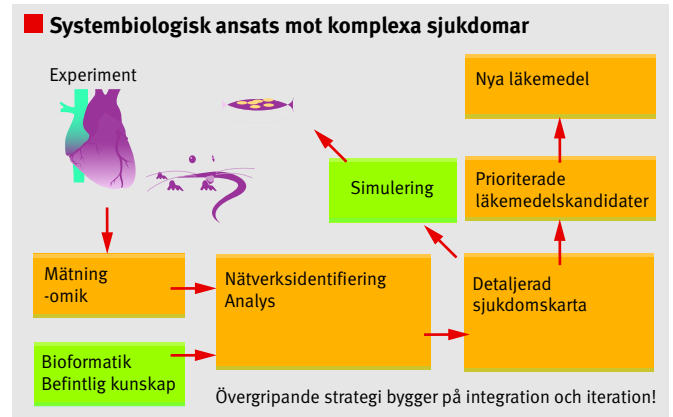 Systembiologisk ansats mot komplexa sjukdomar
Experiment
Nya läkemedel
Simulering
Prioriterade
läkemedelskandidater
Mätning
-omik
Nätverksidentifiering
Analys
Detaljerad
sjukdomskarta
Bioformatik
Befintlig kunskap
Övergripande strategi bygger på integration och iteration!